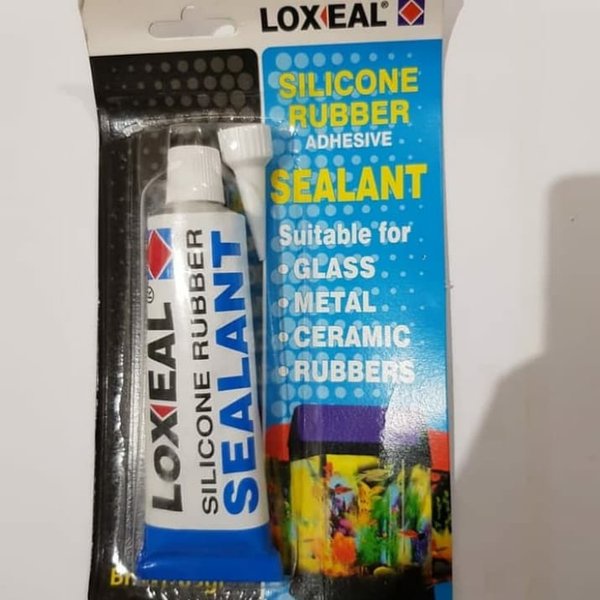 LOXEAL®
SILICONE
RUBBER
ADHESIVE
SEALANT
Suitable for
• GLASS
• METAL
• CERAMIC
• RUBBERS
LOXEAL®
SILICONE RUBBER
SEALANT